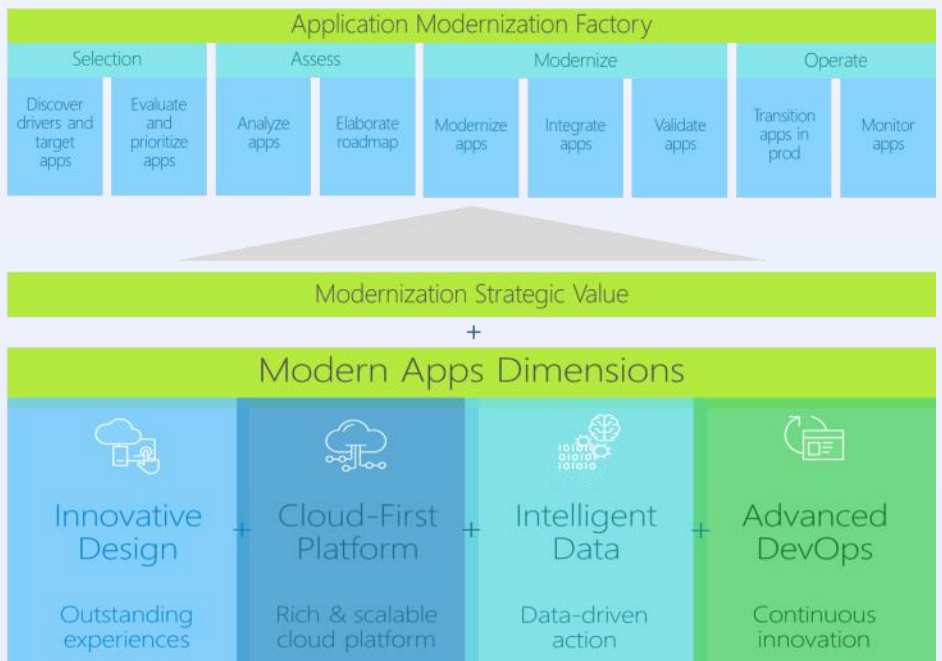 Application Modernization Factory
Selection
Assess
Modernize
Operate
Discover
drivers and
target
apps
Evaluate
and
prioritize
apps
Analyze
apps
Elaborate
roadmap
Modernize
apps
Integrate
apps
Validate
apps
Transition
apps in
prod
Monitor
apps
Modernization Strategic Value
+
Modern Apps Dimensions
IOIOII
OIOIOI
IOIOIO
Innovative
Design
Outstanding
experiences
+
Cloud-First
Platform
Rich & scalable
cloud platform
+
Intelligent
Data
Data-driven
action
+
Advanced
DevOps
Continuous
innovation